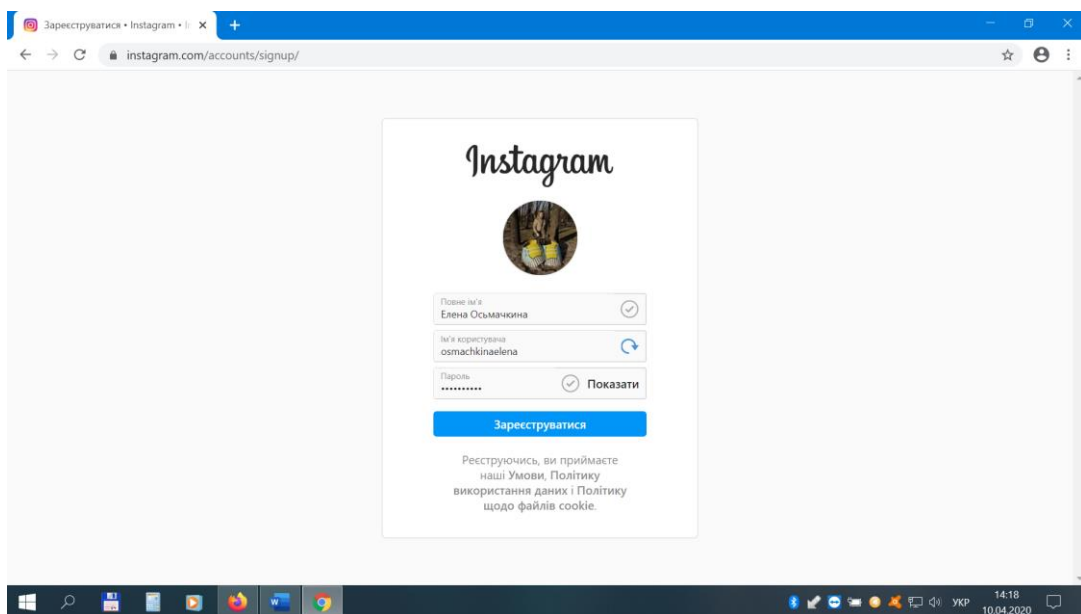 Зареєструватися • Instagram •
instagram.com/accounts/signup/
Instagram
Повне ім'я
Елена Осьмачкина
Ім'я користувача
osmachkinaelena
Пароль
••••••••••
Показати
Зареєструватися
Реєструючись, ви приймаєте
наші Умови, Політику
використання даних і Політику
щодо файлів cookie.
УКР
14:18
10.04.2020